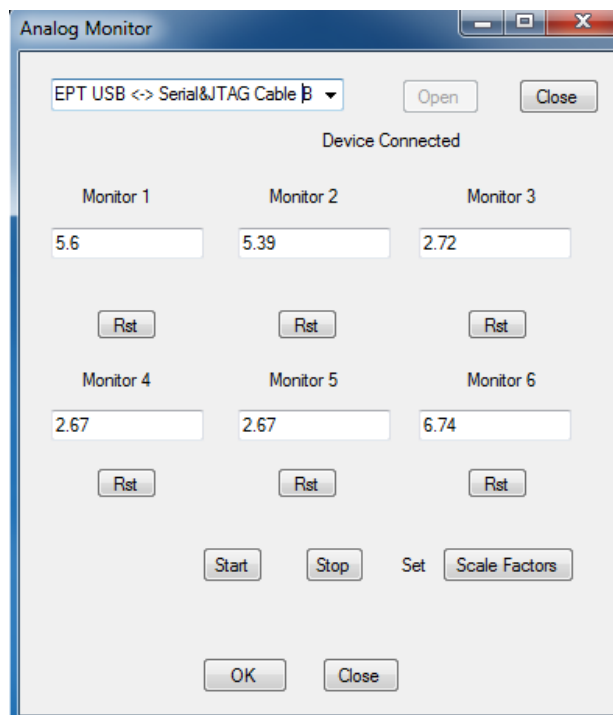 Analog Monitor
EPT USB <-> Serial&JTAG Cable B
Open
Close
Device Connected
Monitor 1
Monitor 2
Monitor 3
5.6
5.39
2.72
Rst
Rst
Rst
Monitor 4
Monitor 5
Monitor 6
2.67
2.67
6.74
Rst
Rst
Rst
Start
Stop
Set
Scale Factors
OK
Close